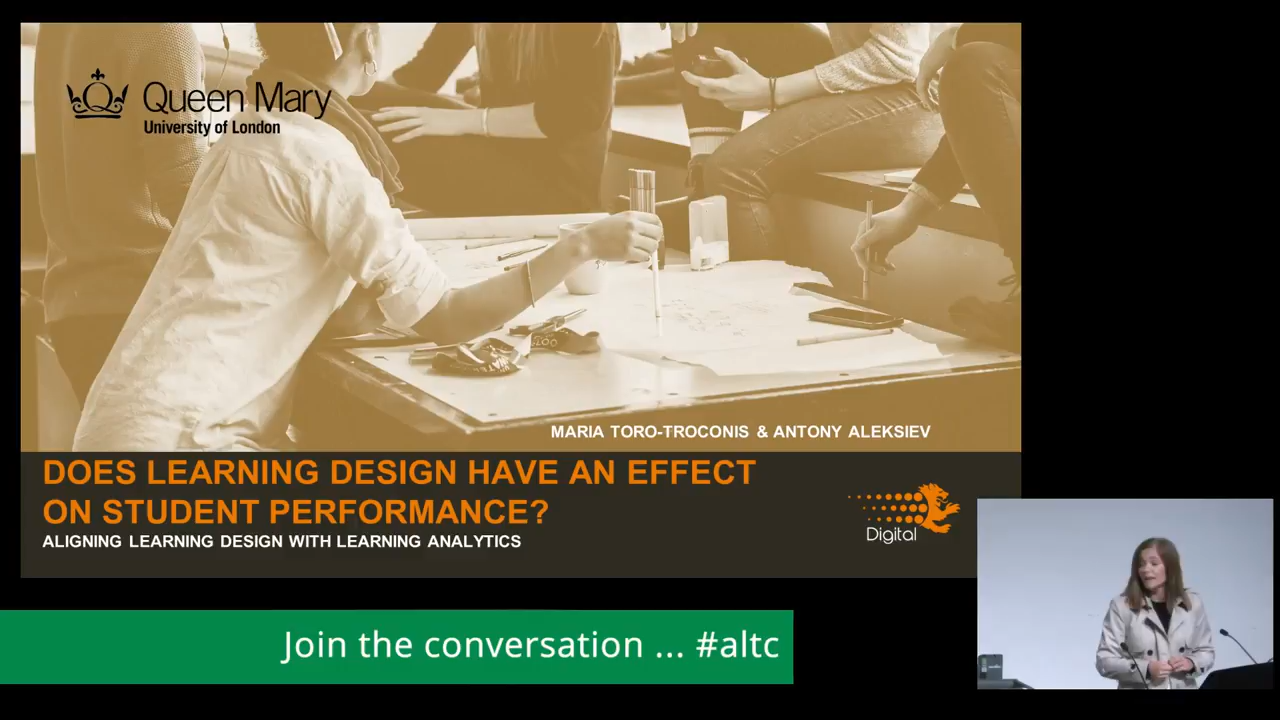 Queen Mary
University of London
MARIA TORO-TROCONIS & ANTONY ALEKSIEV
DOES LEARNING DESIGN HAVE AN EFFECT
ON STUDENT PERFORMANCE?
ALIGNING LEARNING DESIGN WITH LEARNING ANALYTICS
Digital
Join the conversation ... #altc